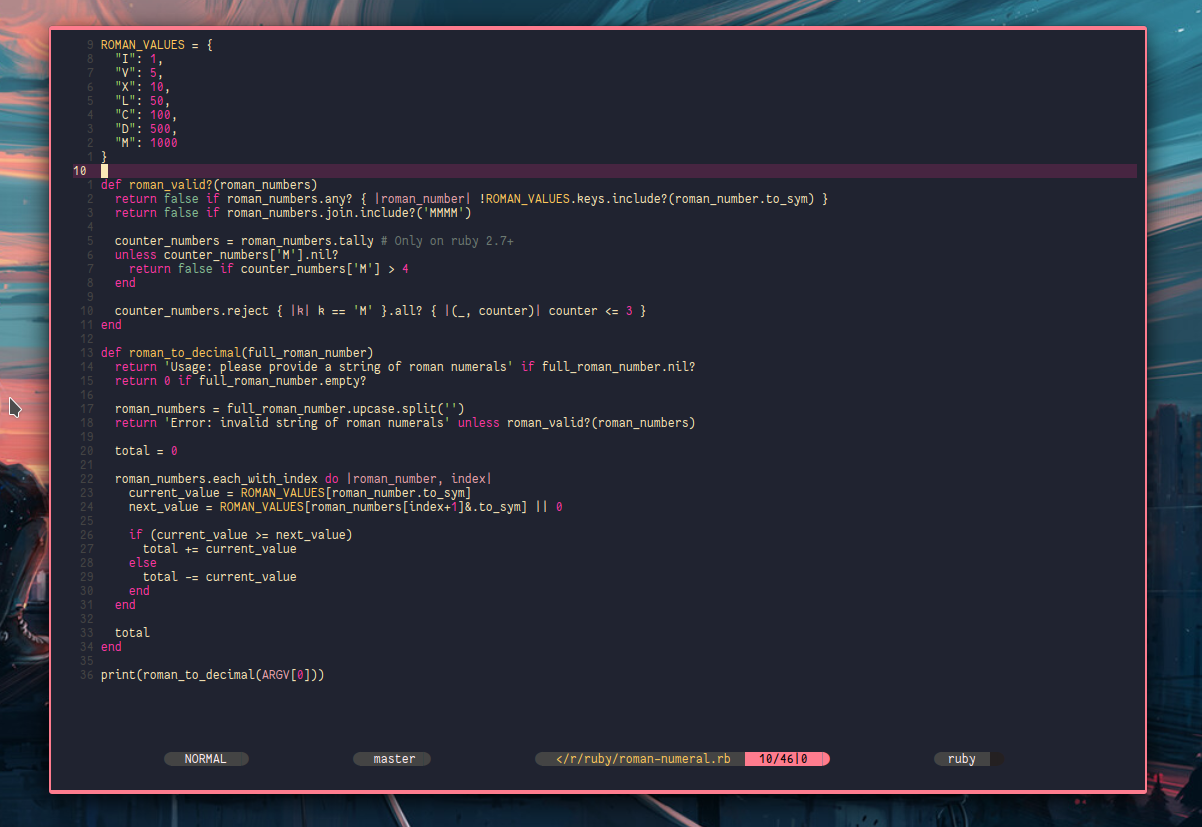 9 ROMAN_VALUES = {
8   "I": 1,
7   "V": 5,
6   "X": 10,
5   "L": 50,
4   "C": 100,
3   "D": 500,
2   "M": 1000
1 }
10
1 def roman_valid?(roman_numbers)
2   return false if roman_numbers.any? { |roman_number| !ROMAN_VALUES.keys.include?(roman_number.to_sym) }
3   return false if roman_numbers.join.include?('MMMM')
4
5   counter_numbers = roman_numbers.tally # Only on ruby 2.7+
6   unless counter_numbers['M'].nil?
7     return false if counter_numbers['M'] > 4
8   end
9
10   counter_numbers.reject { |k| k == 'M' }.all? { |(_, counter)| counter <= 3 }
11 end
12
13 def roman_to_decimal(full_roman_number)
14   return 'Usage: please provide a string of roman numerals' if full_roman_number.nil?
15   return 0 if full_roman_number.empty?
16
17   roman_numbers = full_roman_number.upcase.split('')
18   return 'Error: invalid string of roman numerals' unless roman_valid?(roman_numbers)
19
20   total = 0
21
22   roman_numbers.each_with_index do |roman_number, index|
23     current_value = ROMAN_VALUES[roman_number.to_sym]
24     next_value = ROMAN_VALUES[roman_numbers[index+1]&.to_sym] || 0
25
26     if (current_value >= next_value)
27       total += current_value
28     else
29       total -= current_value
30     end
31   end
32
33   total
34 end
35
36 print(roman_to_decimal(ARGV[0]))
NORMAL master </r/ruby/roman-numeral.rb 10/46|0 ruby